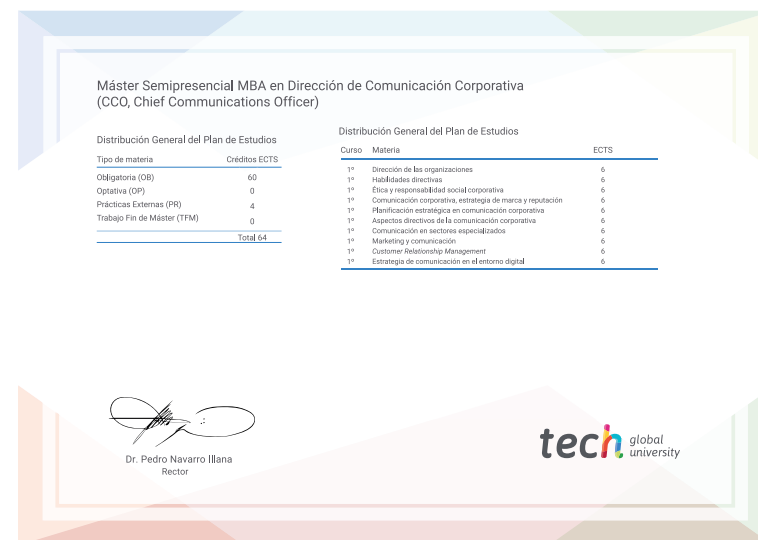 Máster Semipresencial MBA en Dirección de Comunicación Corporativa
(CCO, Chief Communications Officer)
Distribución General del Plan de Estudios
Tipo de materia Créditos ECTS
Obligatoria (OB) 60
Optativa (OP) 0
Prácticas Externas (PR) 4
Trabajo Fin de Máster (TFM) 0
Total 64
Distribución General del Plan de Estudios
Curso Materia ECTS
1º Dirección de las organizaciones 6
1º Habilidades directivas 6
1º Ética y responsabilidad social corporativa 6
1º Comunicación corporativa, estrategia de marca y reputación 6
1º Planificación estratégica en comunicación corporativa 6
1º Aspectos directivos de la comunicación corporativa 6
1º Comunicación en sectores especializados 6
1º Marketing y comunicación 6
1º Customer Relationship Management 6
1º Estrategia de comunicación en el entorno digital 6
Dr. Pedro Navarro Illana
Rector
tech global
university